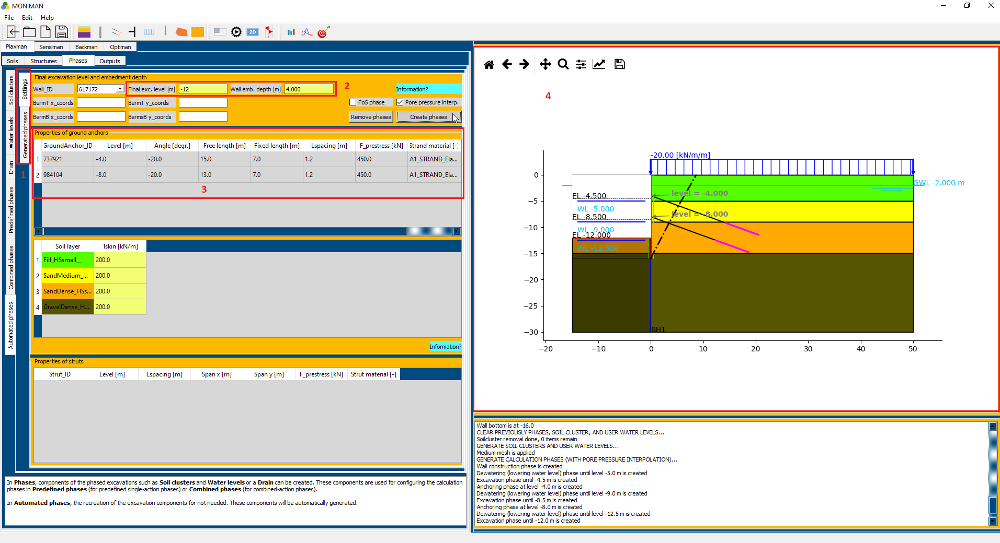 MONIMAN
File Edit Help
2D
Plaxman Sensiman Backman Optiman
Soils Structures Phases Outputs
Soil clusters
Water levels
Drain
Predefined phases
Combined phases
Automated phases
Settings
Generated phases
1
Final excavation level and embedment depth
Wall_ID 617172 Final exc. level [m] -12 Wall emb. depth [m] 4.000 2 Information?
BermT x_coords BermT y_coords FoS phase Pore pressure interp.
BermB x_coords BermsB y_coords Remove phases Create phases
Properties of ground anchors
GroundAnchor_ID Level [m] Angle [degr.] Free length [m] Fixed length [m] Lspacing [m] F_prestress [kN] Strand material [-]
1 737921 -4.0 -20.0 15.0 7.0 1.2 450.0 A1_STRAND_Ela...
2 984104 -8.0 -20.0 13.0 7.0 1.2 450.0 A1_STRAND_Ela...
3
Soil layer Tskin [kN/m]
1 Fill_HSsmall__ 200.0
2 SandMedium_... 200.0
3 SandDense_HSs... 200.0
4 GravelDense_H... 200.0
Information?
Properties of struts
Strut_ID Level [m] Lspacing [m] Span x [m] Span y [m] F_prestress [kN] Strut material [-]
In Phases, components of the phased excavations such as Soil clusters and Water levels or a Drain can be created. These components are used for configuring the calculation
phases in Predefined phases (for predefined single-action phases) or Combined phases (for combined-action phases).
In Automated phases, the recreation of the excavation components for not needed. These components will be automatically generated.
4
-20.00 [kN/m/m]
GWL -2.000 m
EL -4.500
level = -4.000
WL -5.000
EL -8.500
level = -8.000
WL -9.000
EL -12.000
WL -12.500
BH1
0
−5
−10
−15
−20
−25
−30
−20 −10 0 10 20 30 40 50
Wall bottom is at -16.0
CLEAR PREVIOUSLY PHASES, SOIL CLUSTER, AND USER WATER LEVELS...
Soilcluster removal done, 0 items remain
GENERATE SOIL CLUSTERS AND USER WATER LEVELS...
Medium mesh is applied
GENERATE CALCULATION PHASES (WITH PORE PRESSURE INTERPOLATION)...
Wall construction phase is created
Dewatering (lowering water level) phase until level -5.0 m is created
Excavation phase until -4.5 m is created
Anchoring phase at level -4.0 m is created
Dewatering (lowering water level) phase until level -9.0 m is created
Excavation phase until -8.5 m is created
Anchoring phase at level -8.0 m is created
Dewatering (lowering water level) phase until level -12.5 m is created
Excavation phase until -12.0 m is created